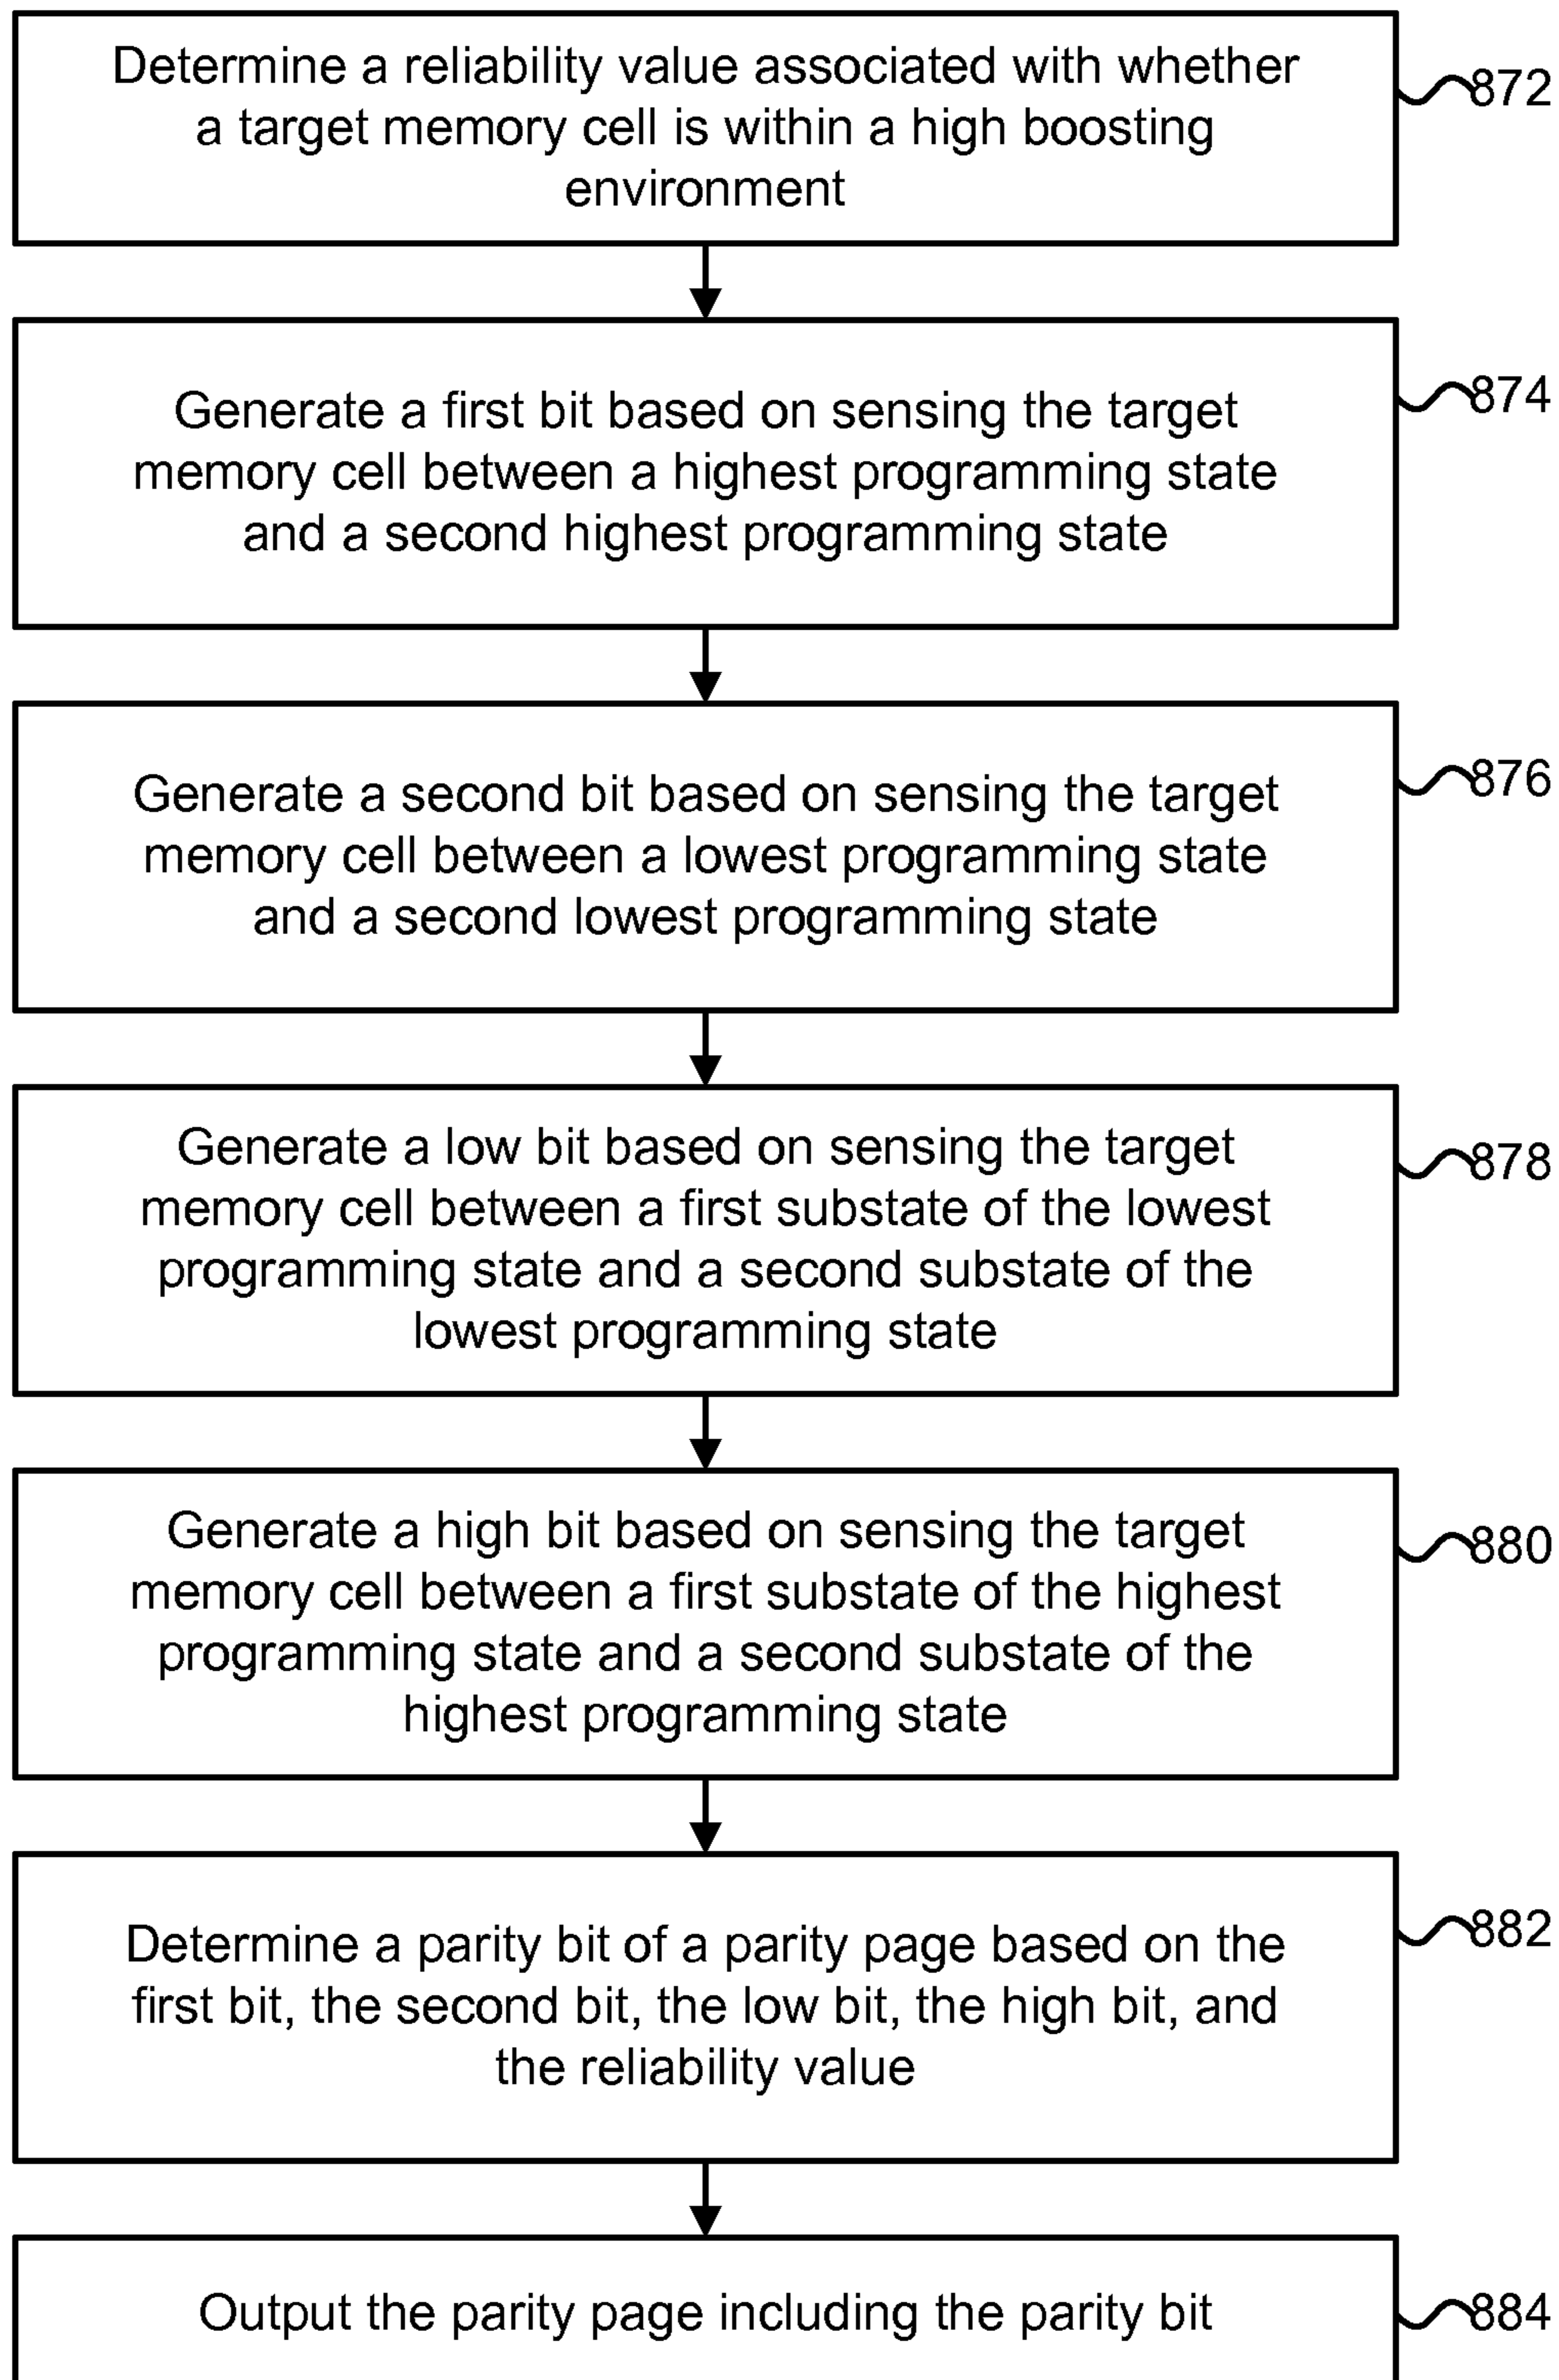 Determine a reliability value associated with whether
a target memory cell is within a high boosting
environment
872
Generate a first bit based on sensing the target
memory cell between a highest programming state
and a second highest programming state
874
Generate a second bit based on sensing the target
memory cell between a lowest programming state
and a second lowest programming state
876
Generate a low bit based on sensing the target
memory cell between a first substate of the lowest
programming state and a second substate of the
lowest programming state
878
Generate a high bit based on sensing the target
memory cell between a first substate of the highest
programming state and a second substate of the
highest programming state
880
Determine a parity bit of a parity page based on the
first bit, the second bit, the low bit, the high bit, and
the reliability value
882
Output the parity page including the parity bit
884